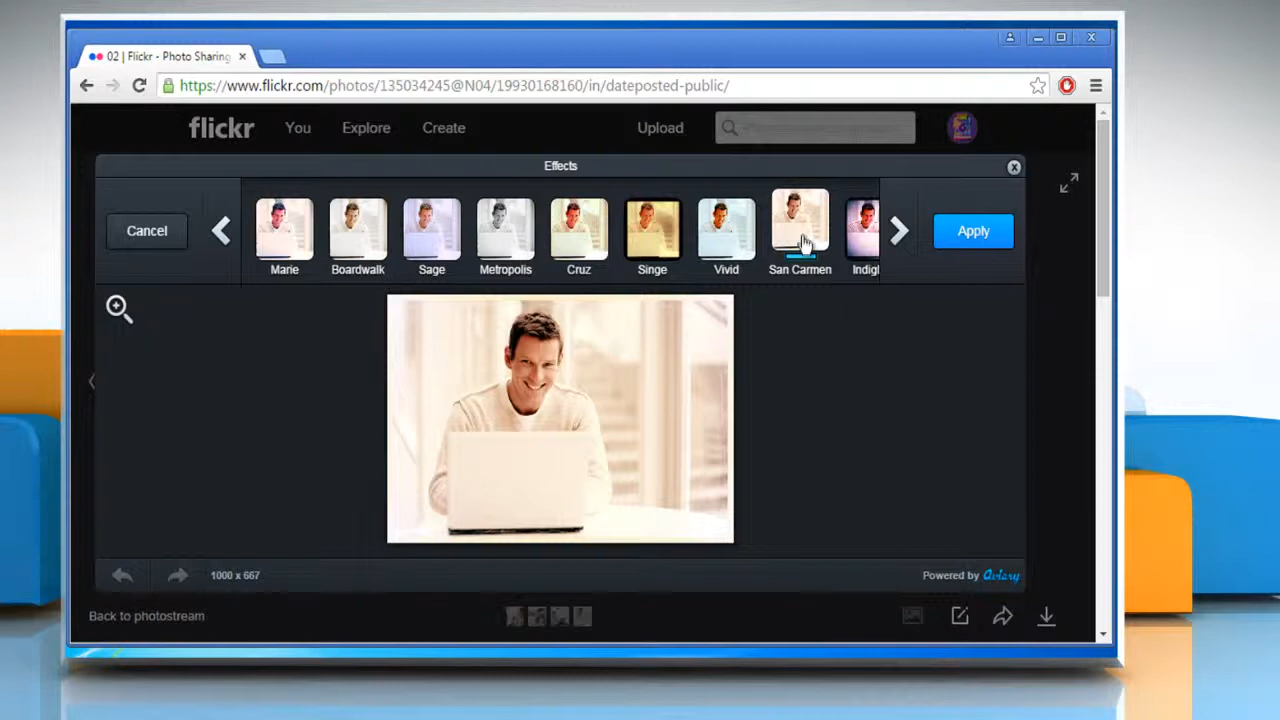 02 | Flickr - Photo Sharing
https://www.flickr.com/photos/135034245@N04/19930168160/in/dateposted-public/
flickr You Explore Create Upload
Effects
Cancel Apply
Marie Boardwalk Sage Metropolis Cruz Singe Vivid San Carmen Indigl
1000 x 667 Powered by Aviary
Back to photostream